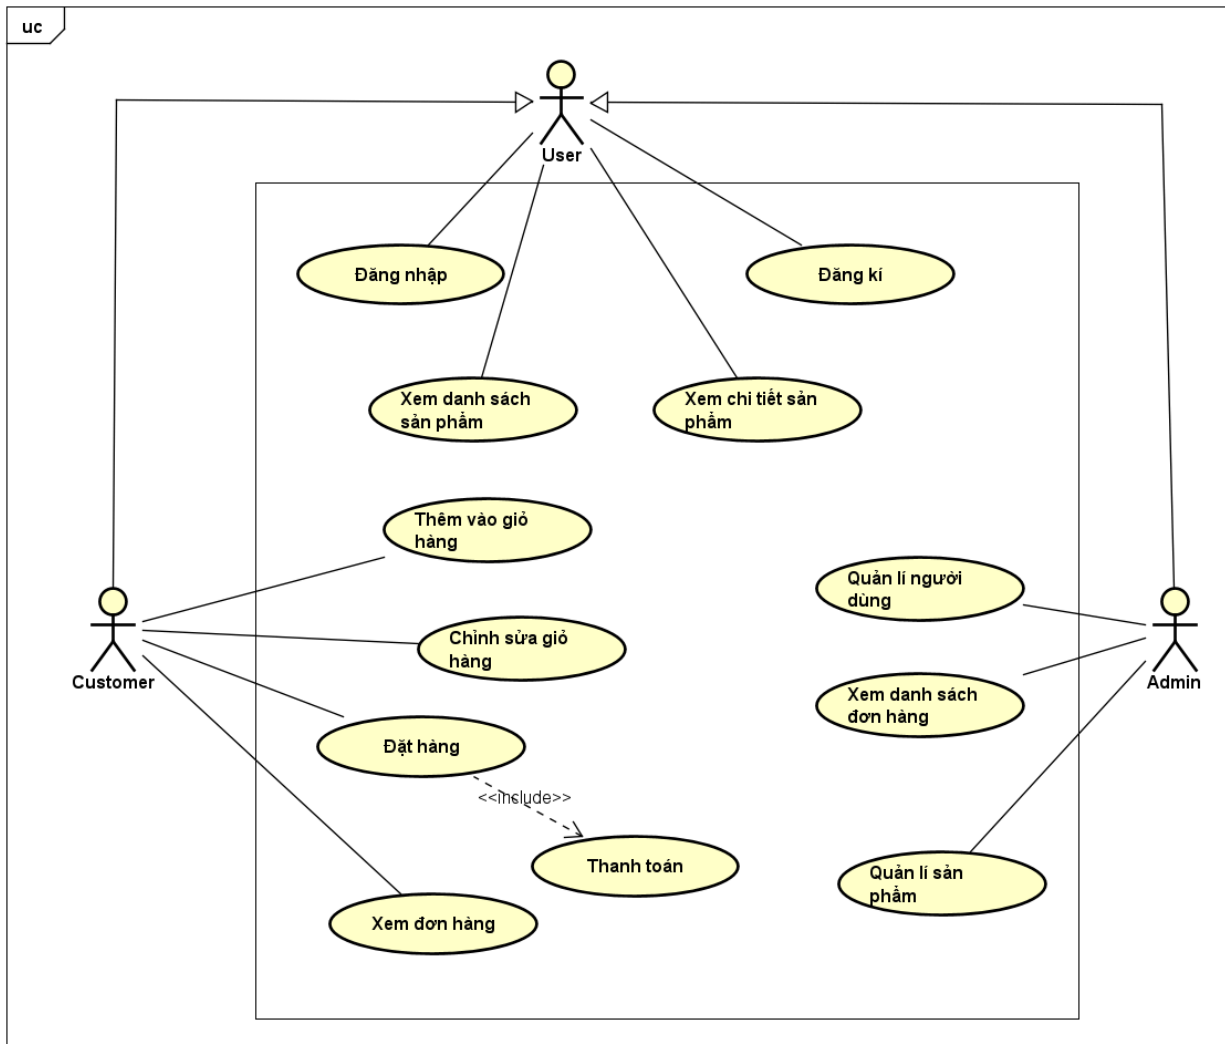 uc
User
Đăng nhập
Đăng kí
Xem danh sách
sản phẩm
Xem chi tiết sản
phẩm
Thêm vào giỏ
hàng
Quản lí người
dùng
Chỉnh sửa giỏ
hàng
Customer
Admin
Xem danh sách
đơn hàng
Đặt hàng
<<include>>
Thanh toán
Quản lí sản
phẩm
Xem đơn hàng